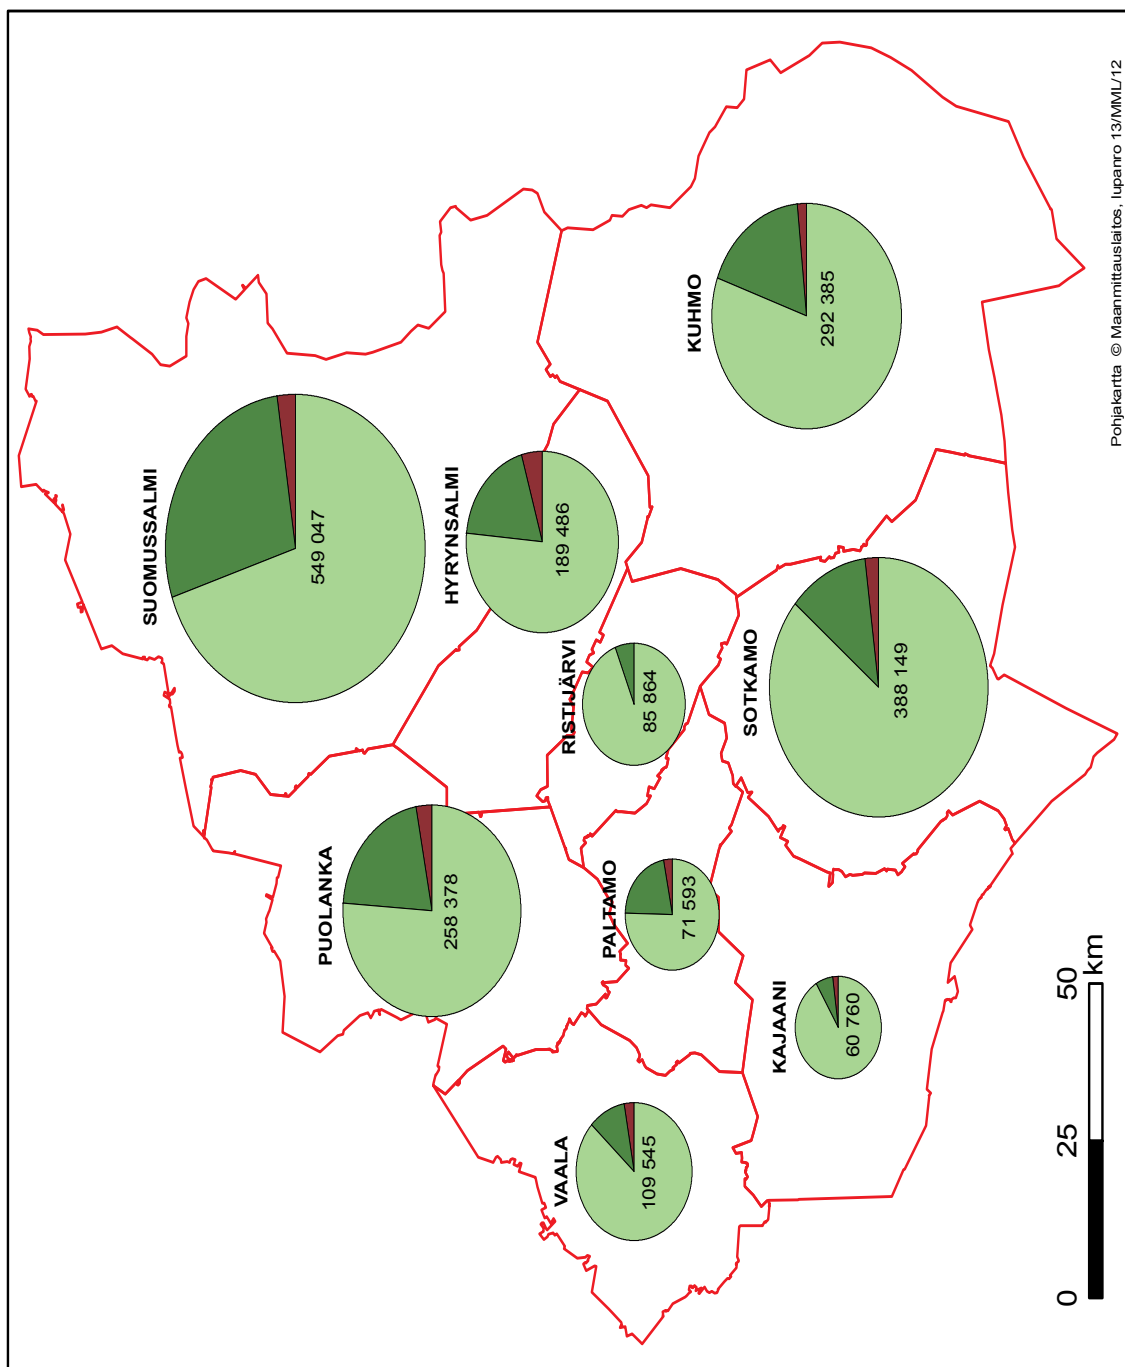 SUOMUSSALMI
549 047
HYRYNSALMI
189 486
PUOLANKA
258 378
RISTIJÄRVI
85 864
KUHMO
292 385
PALTAMO
71 593
SOTKAMO
388 149
VAALA
109 545
KAJAANI
60 760
0 25 50
km
Pohjakartta © Maanmittauslaitos, lupanro 13/MML/12